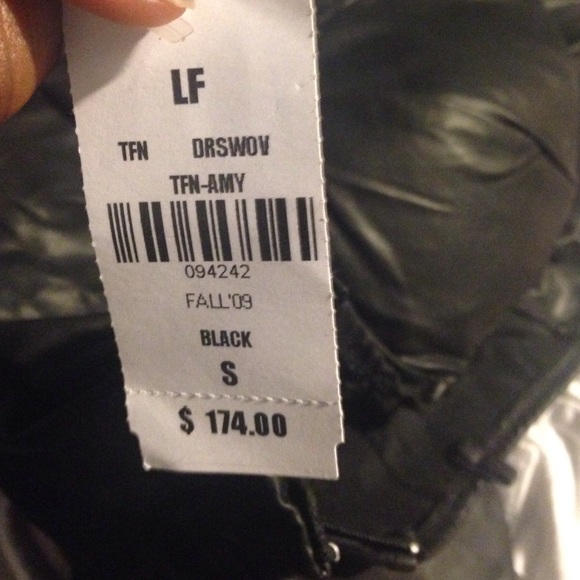 LF
TFN DRSWOV
TFN-AMY
094242
FALL'09
BLACK
S
$ 174.00